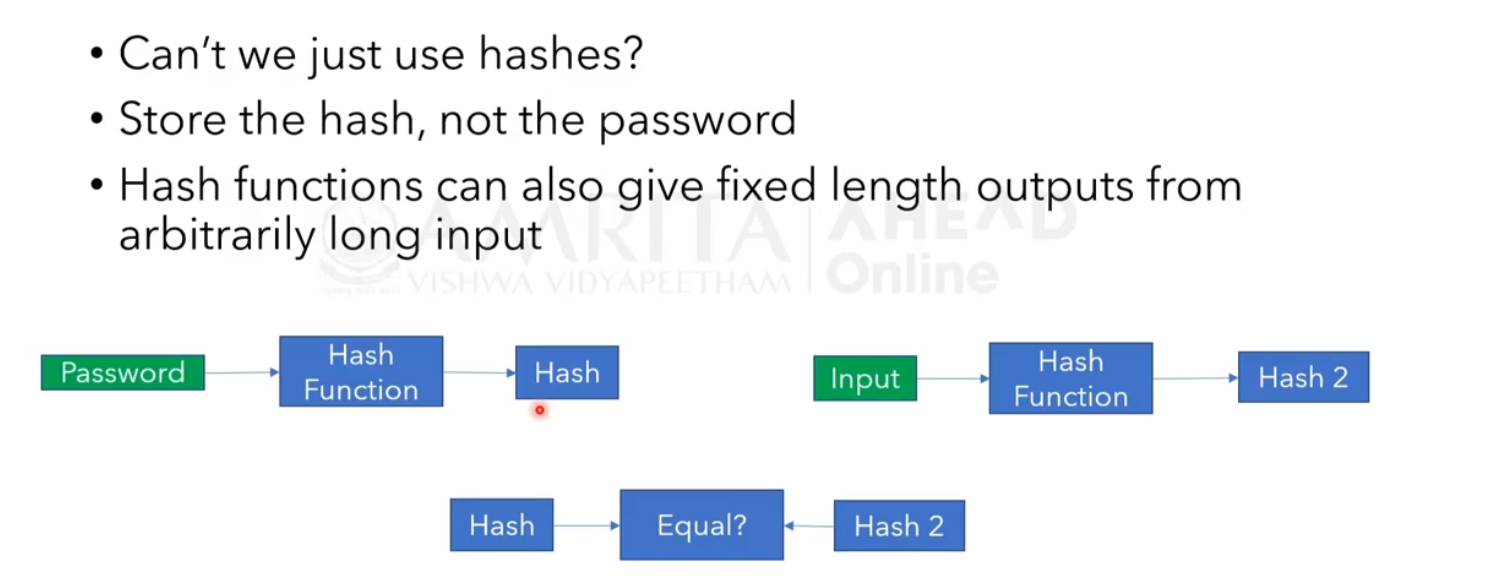 • Can't we just use hashes?
• Store the hash, not the password
• Hash functions can also give fixed length outputs from
arbitrarily long input
AMRITA
VISHWA VIDYAPEETHAM
AHEAD
Online
Password
Hash
Function
Hash
Input
Hash
Function
Hash 2
Hash
Equal?
Hash 2